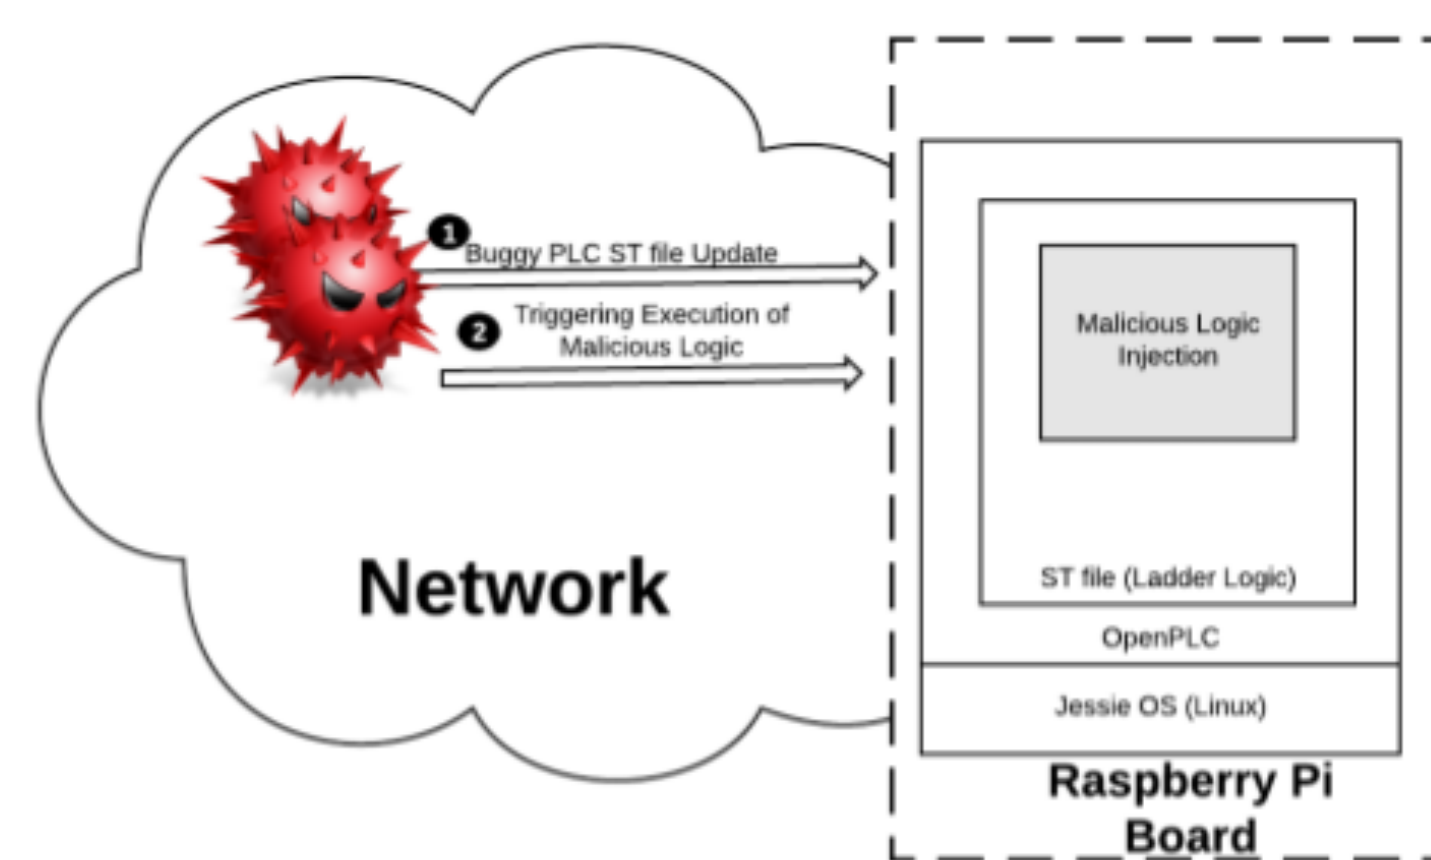 1
Buggy PLC ST file Update
2
Triggering Execution of
Malicious Logic
Network
Malicious Logic
Injection
ST file (Ladder Logic)
OpenPLC
Jessie OS (Linux)
Raspberry Pi
Board